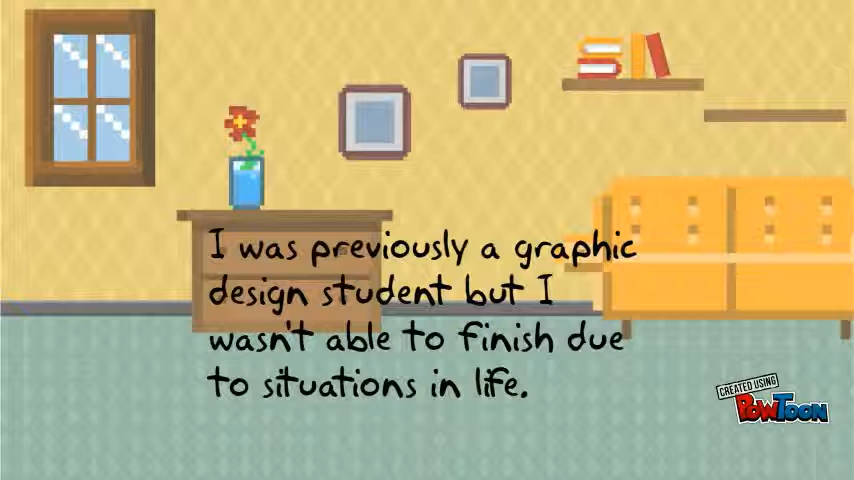 I was previously a graphic
design student but I
wasn't able to finish due
to situations in life.
CREATED USING
POWTOON